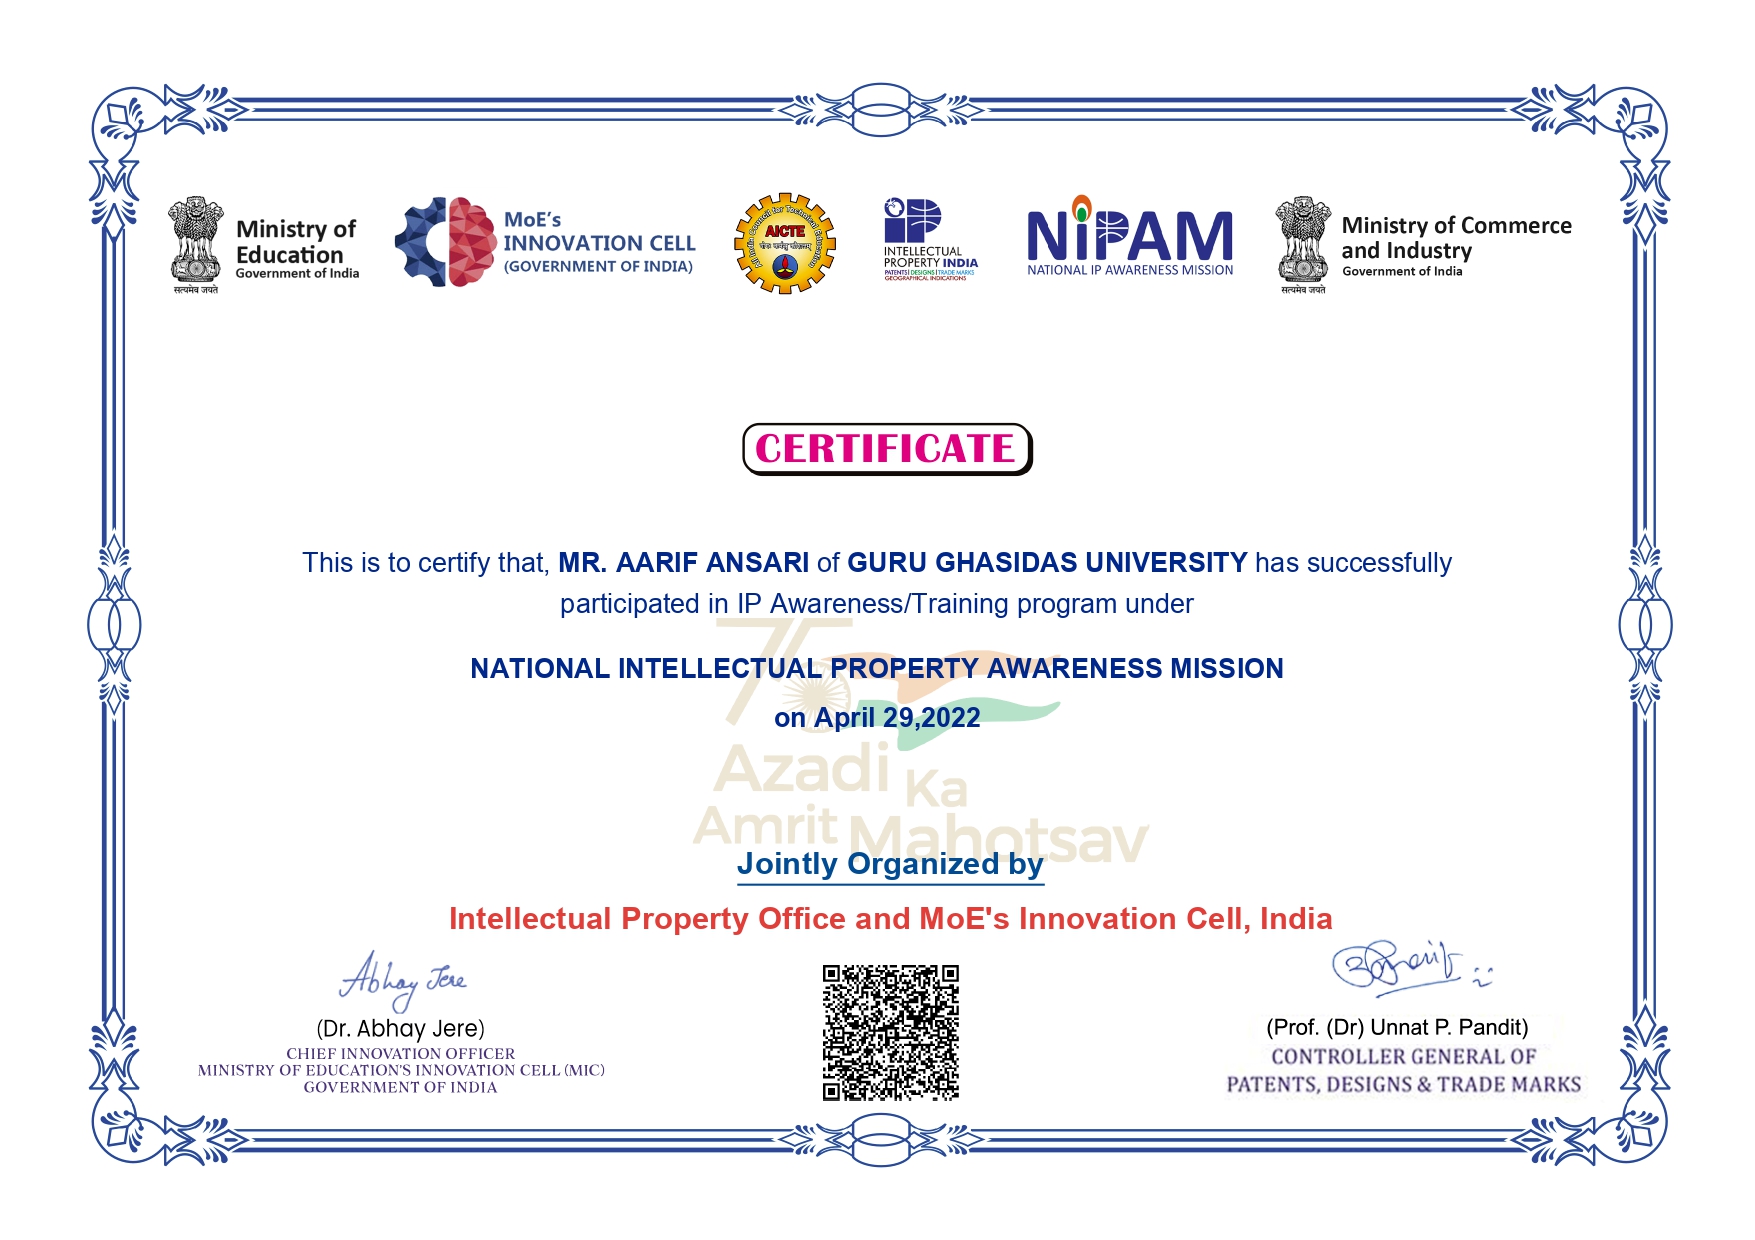 Ministry of
Education
Government of India
सत्यमेव जयते
MoE's
INNOVATION CELL
(GOVERNMENT OF INDIA)
All India Council for Technical Education
AICTE
योगः कर्मसु कौशलम्
INTELLECTUAL
PROPERTY INDIA
PATENTS | DESIGNS | TRADE MARKS
GEOGRAPHICAL INDICATIONS
NiPAM
NATIONAL IP AWARENESS MISSION
सत्यमेव जयते
Ministry of Commerce
and Industry
Government of India
CERTIFICATE
This is to certify that, MR. AARIF ANSARI of GURU GHASIDAS UNIVERSITY has successfully
participated in IP Awareness/Training program under
NATIONAL INTELLECTUAL PROPERTY AWARENESS MISSION
on April 29,2022
75
Azadi Ka
Amrit Mahotsav
Jointly Organized by
Intellectual Property Office and MoE's Innovation Cell, India
Abhay Jere
(Dr. Abhay Jere)
CHIEF INNOVATION OFFICER
MINISTRY OF EDUCATION'S INNOVATION CELL (MIC)
GOVERNMENT OF INDIA
(Prof. (Dr) Unnat P. Pandit)
CONTROLLER GENERAL OF
PATENTS, DESIGNS & TRADE MARKS